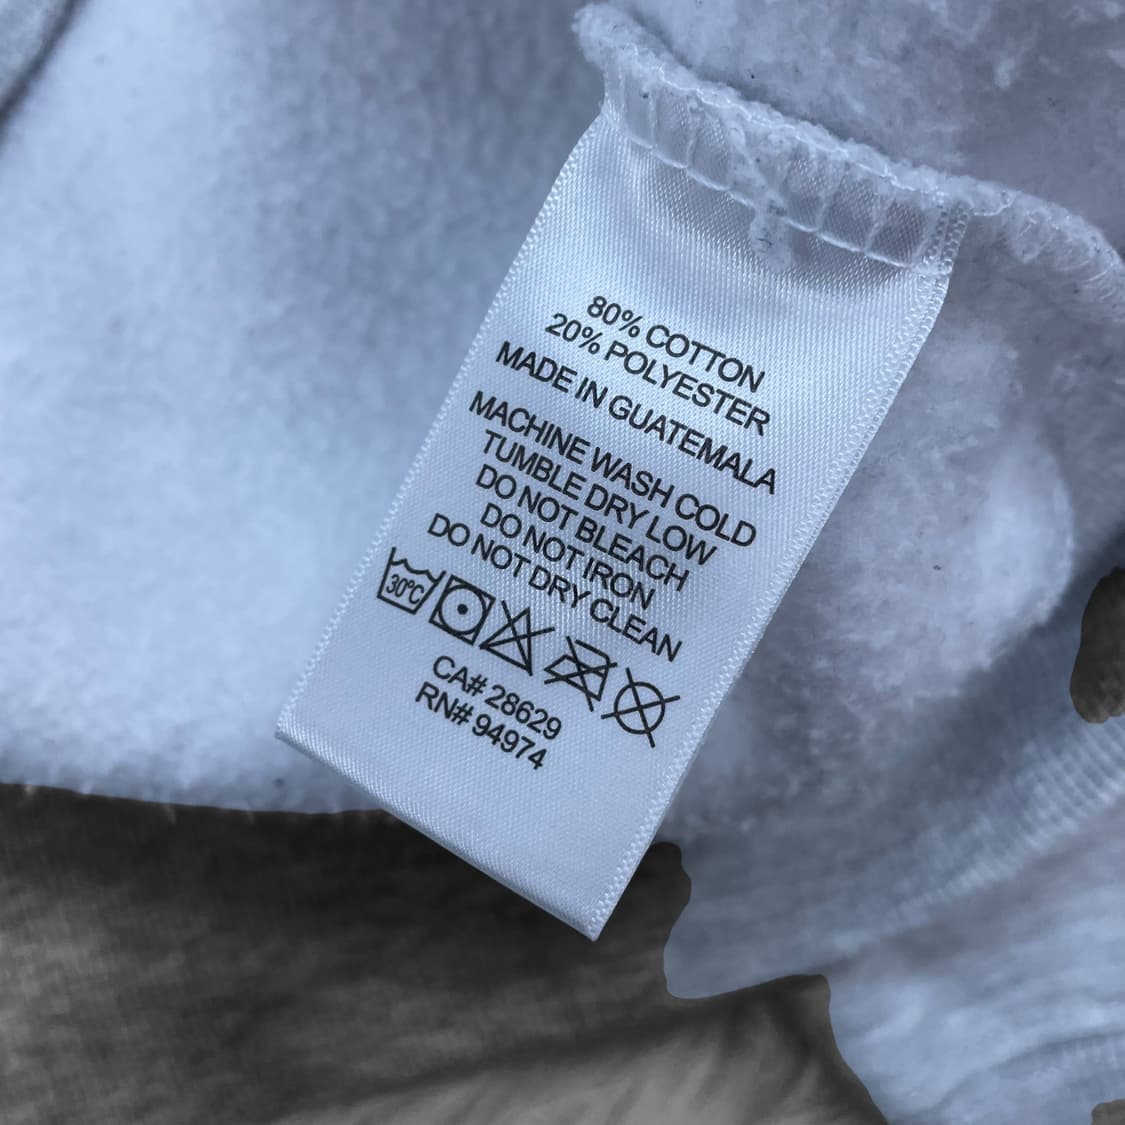 80% COTTON
20% POLYESTER
MADE IN GUATEMALA
MACHINE WASH COLD
TUMBLE DRY LOW
DO NOT BLEACH
DO NOT IRON
DO NOT DRY CLEAN
30°C
CA# 28629
RN# 94974